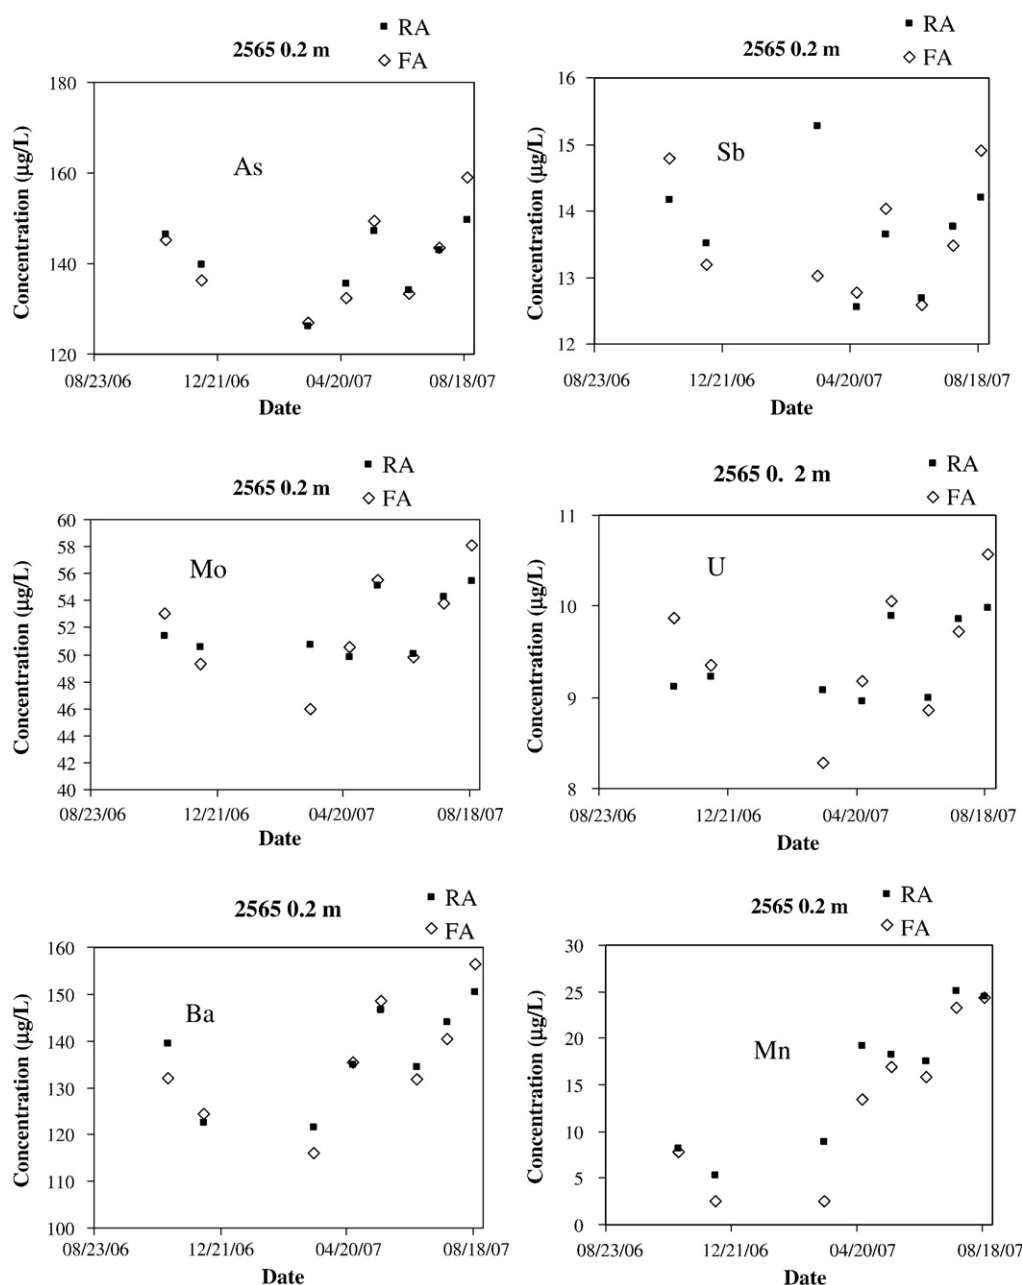 2565 0.2 m
RA
FA
Concentration (µg/L)
180
160
140
120
As
08/23/06 12/21/06 04/20/07 08/18/07
Date
2565 0.2 m
RA
FA
Concentration (µg/L)
16
15
14
13
12
Sb
08/23/06 12/21/06 04/20/07 08/18/07
Date
2565 0.2 m
RA
FA
Concentration (µg/L)
60
58
56
54
52
50
48
46
44
42
40
Mo
08/23/06 12/21/06 04/20/07 08/18/07
Date
2565 0. 2 m
RA
FA
Concentration (µg/L)
11
10
9
8
U
08/23/06 12/21/06 04/20/07 08/18/07
Date
2565 0.2 m
RA
FA
Concentration (µg/L)
160
150
140
130
120
110
100
Ba
08/23/06 12/21/06 04/20/07 08/18/07
Date
2565 0.2 m
RA
FA
Concentration (µg/L)
30
25
20
15
10
5
0
Mn
08/23/06 12/21/06 04/20/07 08/18/07
Date